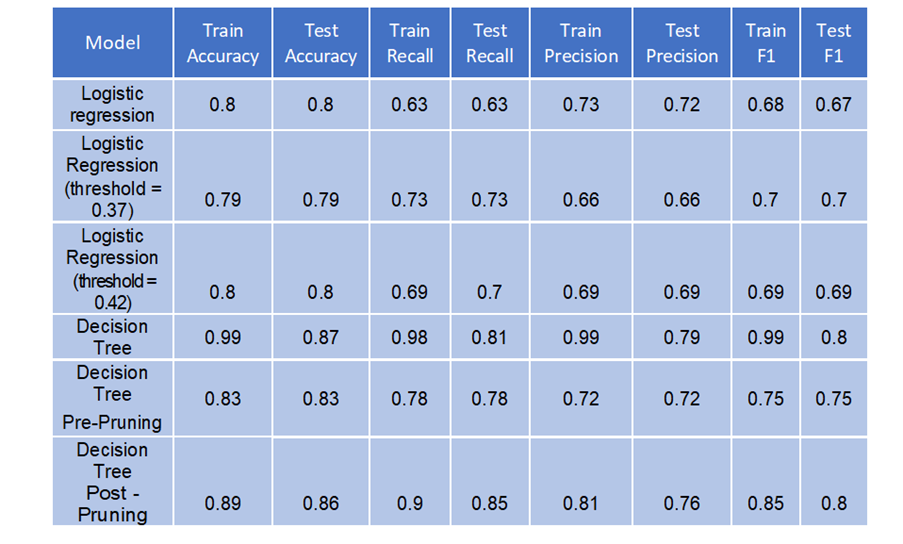 Model Train Accuracy Test Accuracy Train Recall Test Recall Train Precision Test Precision Train F1 Test F1
Logistic regression 0.8 0.8 0.63 0.63 0.73 0.72 0.68 0.67
Logistic Regression (threshold = 0.37) 0.79 0.79 0.73 0.73 0.66 0.66 0.7 0.7
Logistic Regression (threshold = 0.42) 0.8 0.8 0.69 0.7 0.69 0.69 0.69 0.69
Decision Tree 0.99 0.87 0.98 0.81 0.99 0.79 0.99 0.8
Decision Tree Pre-Pruning 0.83 0.83 0.78 0.78 0.72 0.72 0.75 0.75
Decision Tree Post - Pruning 0.89 0.86 0.9 0.85 0.81 0.76 0.85 0.8